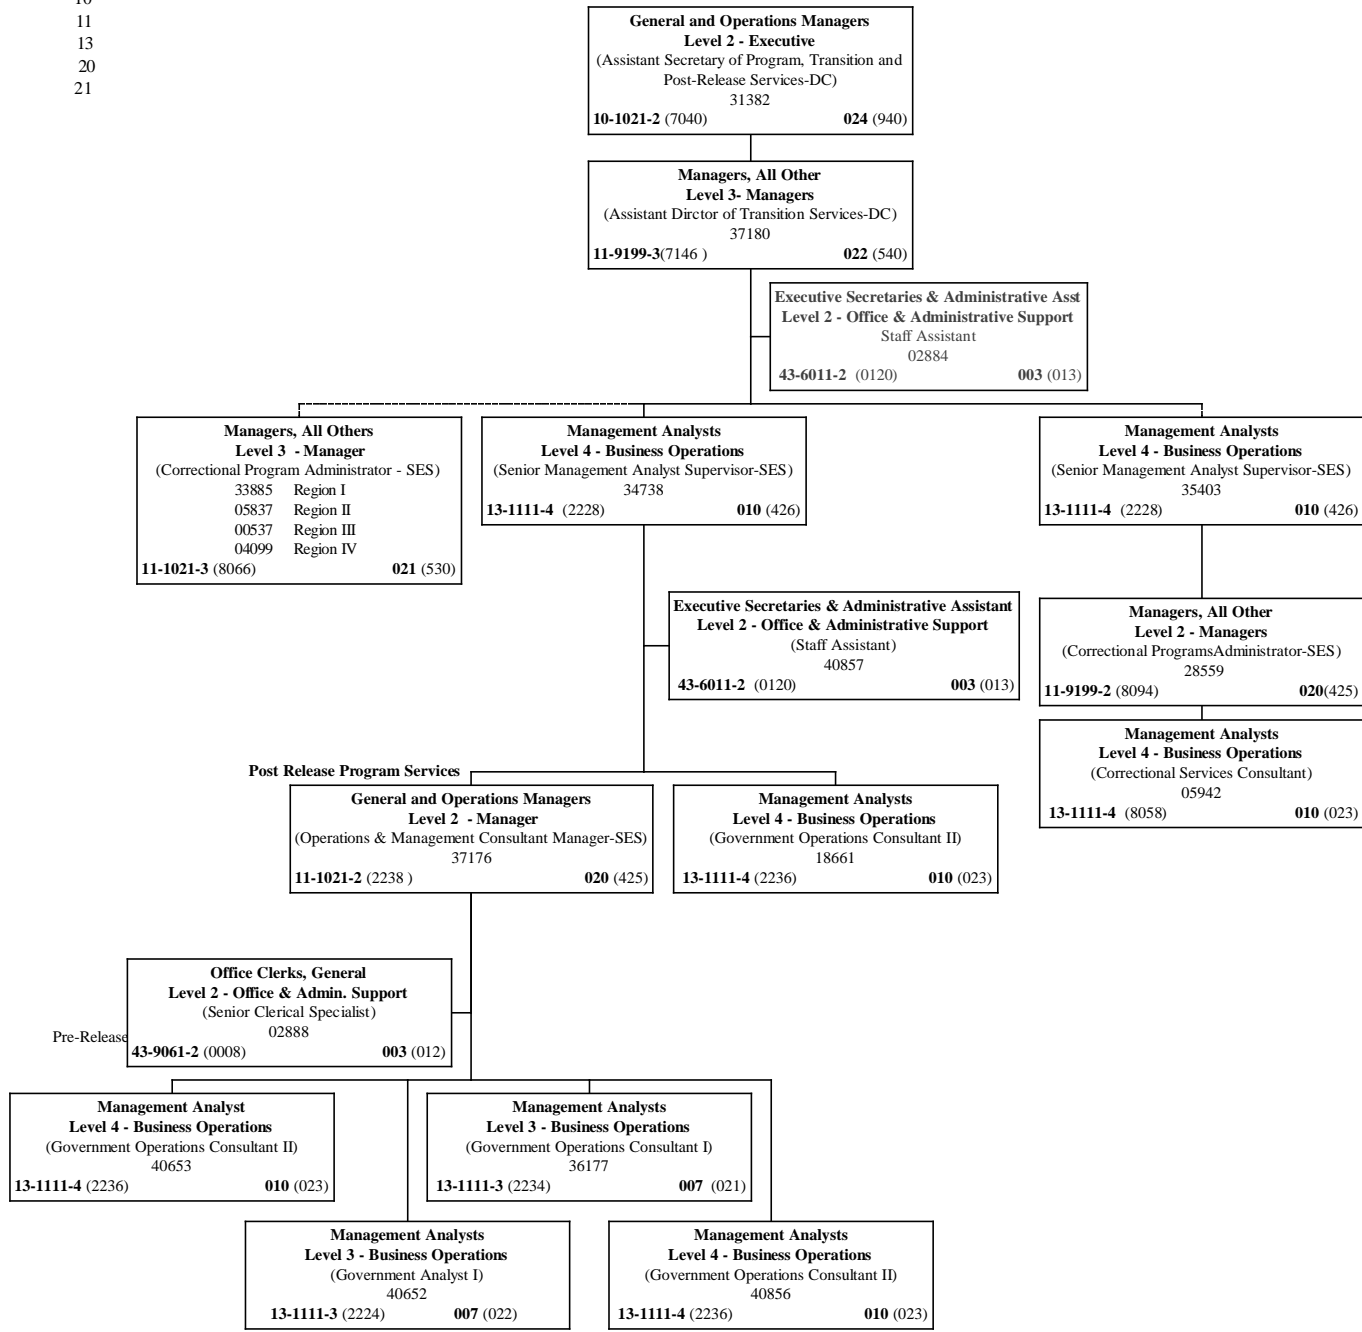 11
13
20
21
General and Operations Managers
Level 2 - Executive
(Assistant Secretary of Program, Transition and
Post-Release Services-DC)
31382
10-1021-2 (7040) 024 (940)
Managers, All Other
Level 3- Managers
(Assistant Dirctor of Transition Services-DC)
37180
11-9199-3(7146 ) 022 (540)
Executive Secretaries & Administrative Asst
Level 2 - Office & Administrative Support
Staff Assistant
02884
43-6011-2 (0120) 003 (013)
Managers, All Others
Level 3 - Manager
(Correctional Program Administrator - SES)
33885 Region I
05837 Region II
00537 Region III
04099 Region IV
11-1021-3 (8066) 021 (530)
Management Analysts
Level 4 - Business Operations
(Senior Management Analyst Supervisor-SES)
34738
13-1111-4 (2228) 010 (426)
Management Analysts
Level 4 - Business Operations
(Senior Management Analyst Supervisor-SES)
35403
13-1111-4 (2228) 010 (426)
Executive Secretaries & Administrative Assistant
Level 2 - Office & Administrative Support
(Staff Assistant)
40857
43-6011-2 (0120) 003 (013)
Managers, All Other
Level 2 - Managers
(Correctional ProgramsAdministrator-SES)
28559
11-9199-2 (8094) 020(425)
Management Analysts
Level 4 - Business Operations
(Correctional Services Consultant)
05942
13-1111-4 (8058) 010 (023)
Post Release Program Services
General and Operations Managers
Level 2 - Manager
(Operations & Management Consultant Manager-SES)
37176
11-1021-2 (2238 ) 020 (425)
Management Analysts
Level 4 - Business Operations
(Government Operations Consultant II)
18661
13-1111-4 (2236) 010 (023)
Office Clerks, General
Level 2 - Office & Admin. Support
(Senior Clerical Specialist)
02888
43-9061-2 (0008) 003 (012)
Pre-Release
Management Analyst
Level 4 - Business Operations
(Government Operations Consultant II)
40653
13-1111-4 (2236) 010 (023)
Management Analysts
Level 3 - Business Operations
(Government Operations Consultant I)
36177
13-1111-3 (2234) 007 (021)
Management Analysts
Level 3 - Business Operations
(Government Analyst I)
40652
13-1111-3 (2224) 007 (022)
Management Analysts
Level 4 - Business Operations
(Government Operations Consultant II)
40856
13-1111-4 (2236) 010 (023)